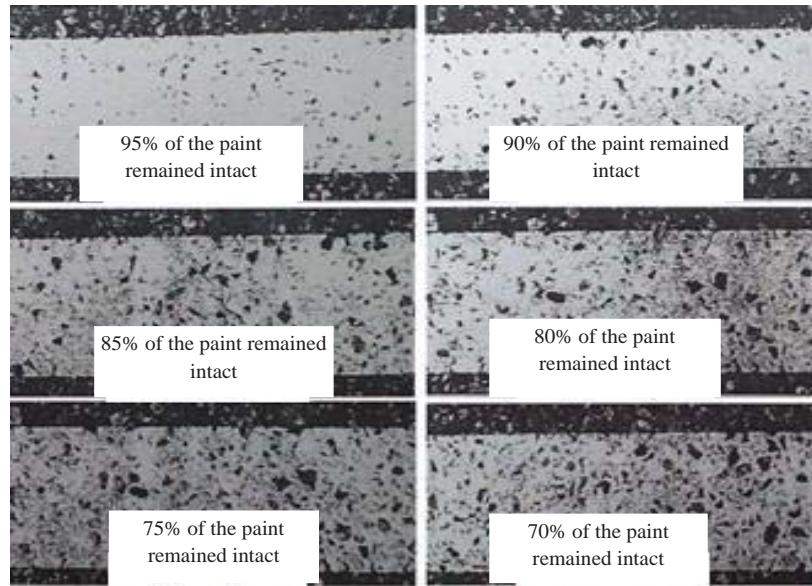 95% of the paint
remained intact
90% of the paint remained
intact
85% of the paint remained
intact
80% of the paint
remained intact
75% of the paint
remained intact
70% of the paint
remained intact